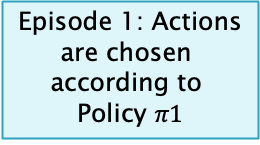 Episode 1: Actions
are chosen
according to
Policy 𝜋1